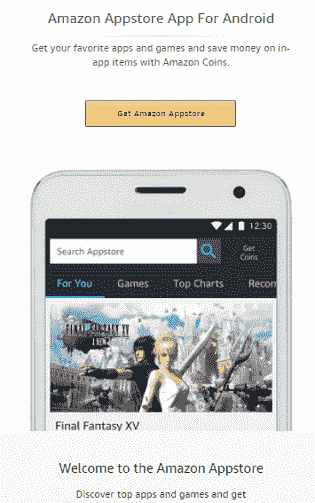 Amazon Appstore App For Android
Get your favorite apps and games and save money on in-
app items with Amazon Coins.
Get Amazon Appstore
12:30
Search Appstore
Get
Coins
For You Games Top Charts Recon
FINAL FANTASY XV
Final Fantasy XV
Welcome to the Amazon Appstore
Discover top apps and games and get